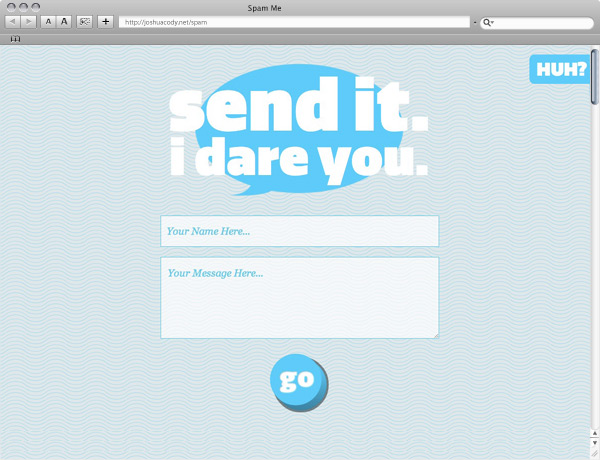 Spam Me
A A + http://joshuacody.net/spam Q
HUH?
send it.
i dare you.
Your Name Here...
Your Message Here...
go